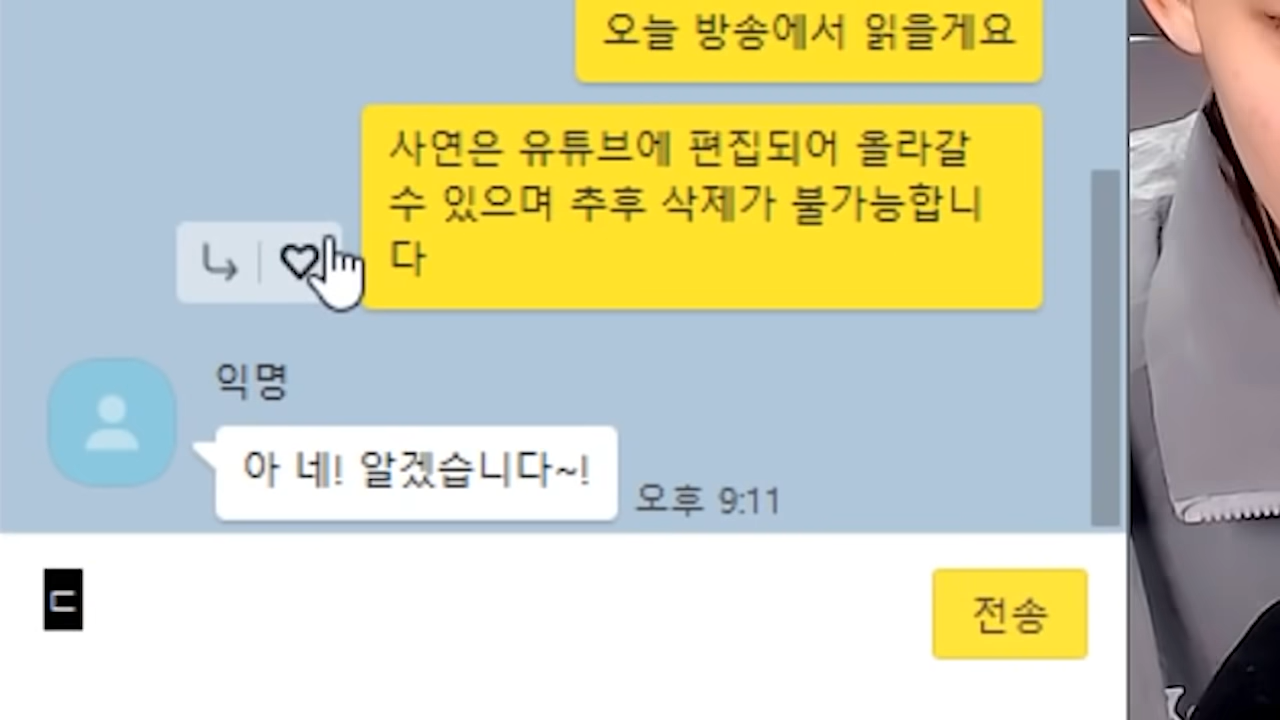 오늘 방송에서 읽을게요
사연은 유튜브에 편집되어 올라갈
수 있으며 추후 삭제가 불가능합니
다
익명
아 네! 알겠습니다~!
오후 9:11
ㄷ
전송